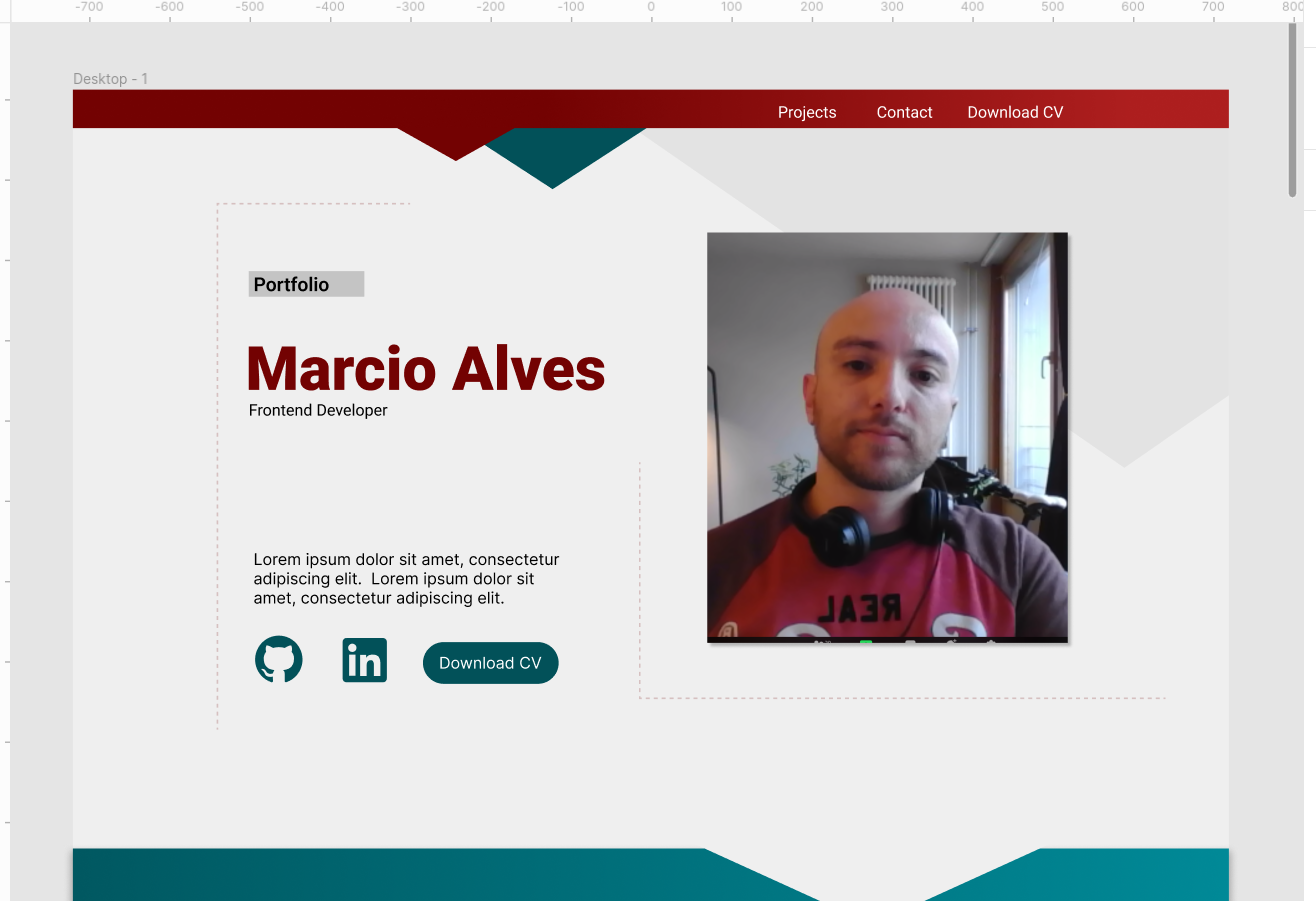 -700 -600 -500 -400 -300 -200 -100 0 100 200 300 400 500 600 700 800
Desktop - 1
Projects Contact Download CV
Portfolio
Marcio Alves
Frontend Developer
Lorem ipsum dolor sit amet, consectetur
adipiscing elit. Lorem ipsum dolor sit
amet, consectetur adipiscing elit.
in
Download CV
REAL